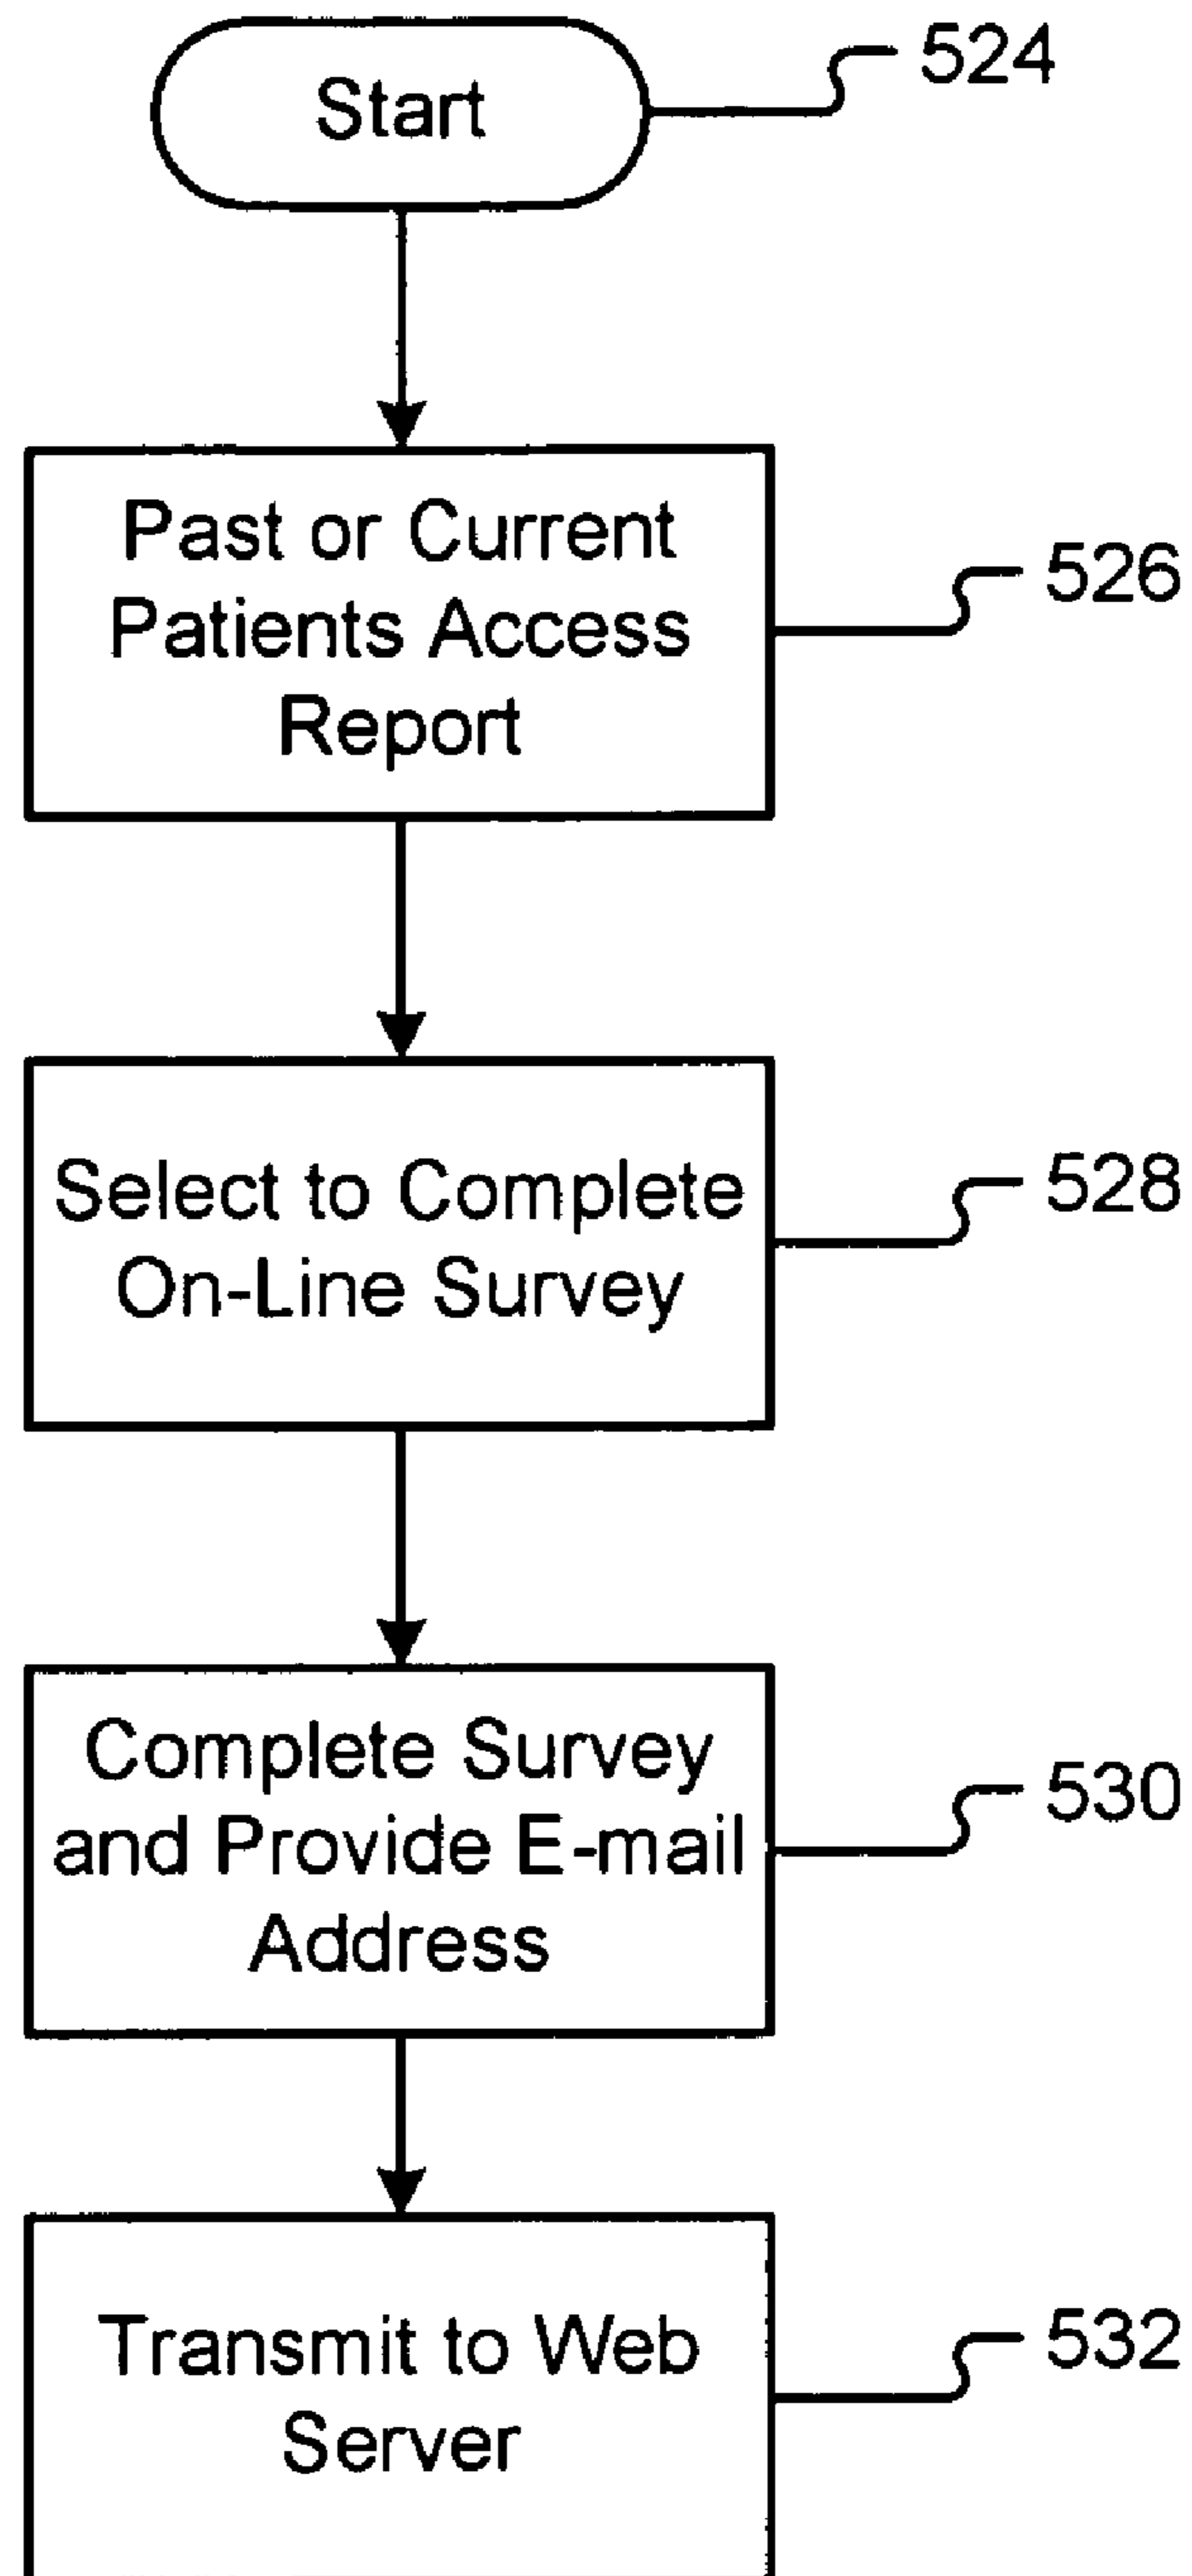 Start
524
Past or Current
Patients Access
Report
526
Select to Complete
On-Line Survey
528
Complete Survey
and Provide E-mail
Address
530
Transmit to Web
Server
532